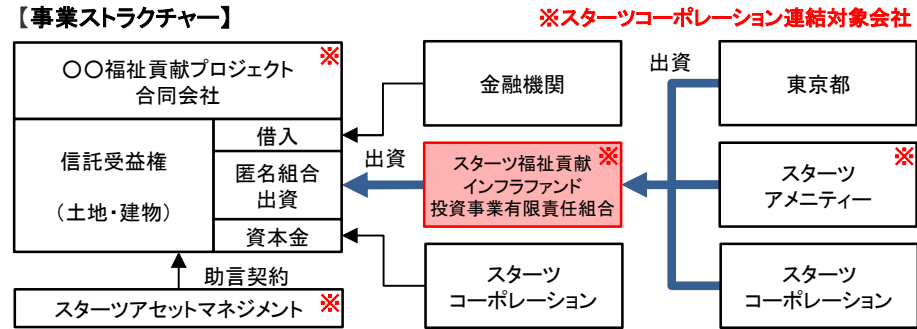 【事業ストラクチャー】
※スターツコーポレーション連結対象会社
〇〇福祉貢献プロジェクト
合同会社
※
信託受益権
（土地・建物）
借入
匿名組合
出資
資本金
助言契約
スターツアセットマネジメント
※
金融機関
出資
スターツ福祉貢献
インフラファンド
投資事業有限責任組合
※
スターツ
コーポレーション
出資
東京都
スターツ
アメニティー
※
スターツ
コーポレーション